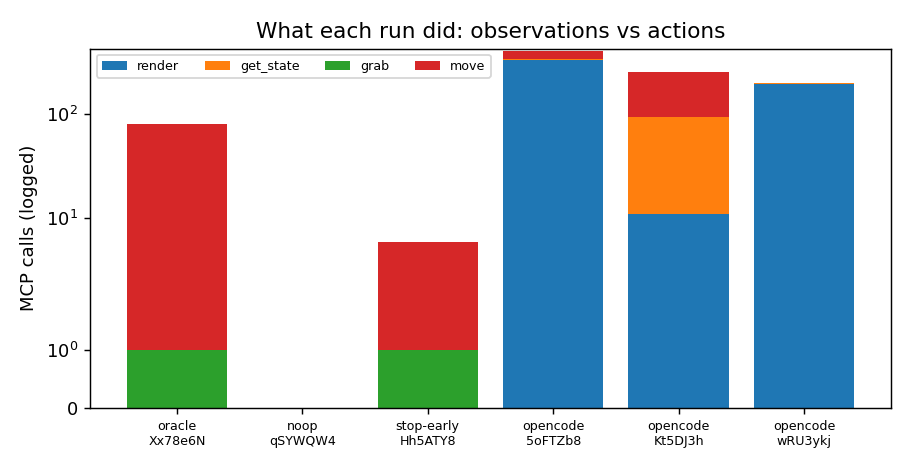 What each run did: observations vs actions
render get_state grab move
MCP calls (logged)
10²
10¹
10⁰
0
oracle noop stop-early opencode opencode opencode
Xx78e6N qSYWQW4 Hh5ATY8 5oFTZb8 Kt5DJ3h wRU3ykj